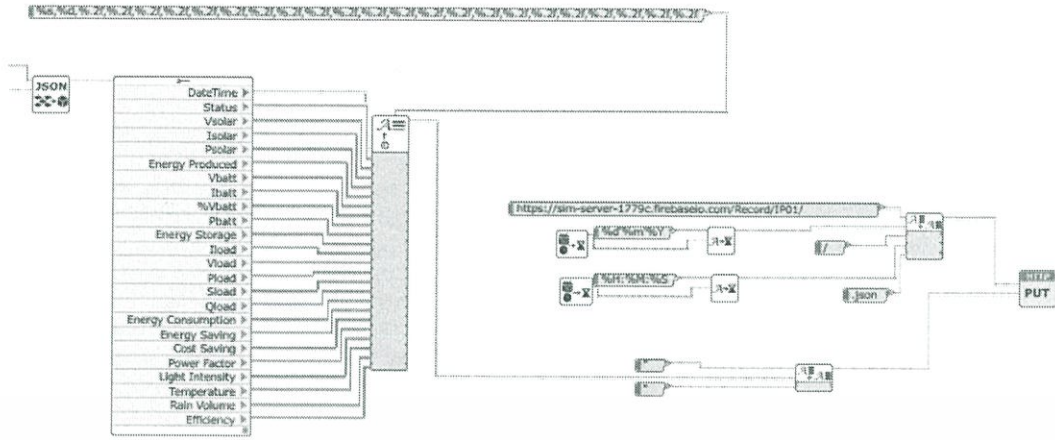 JSON
DateTime
Status
Vsolar
Isolar
Psolar
Energy Produced
Vbatt
Ibatt
%Vbatt
Pbatt
Energy Storage
Iload
Vload
Pload
Sload
Qload
Energy Consumption
Energy Saving
Cost Saving
Power Factor
Light Intensity
Temperature
Rain Volume
Efficiency
https://sim-server-1779c.firebaseio.com/Record/IP01/
%d%m%Y
/
%H:%M:%S
.json
HTTP
PUT
"
"